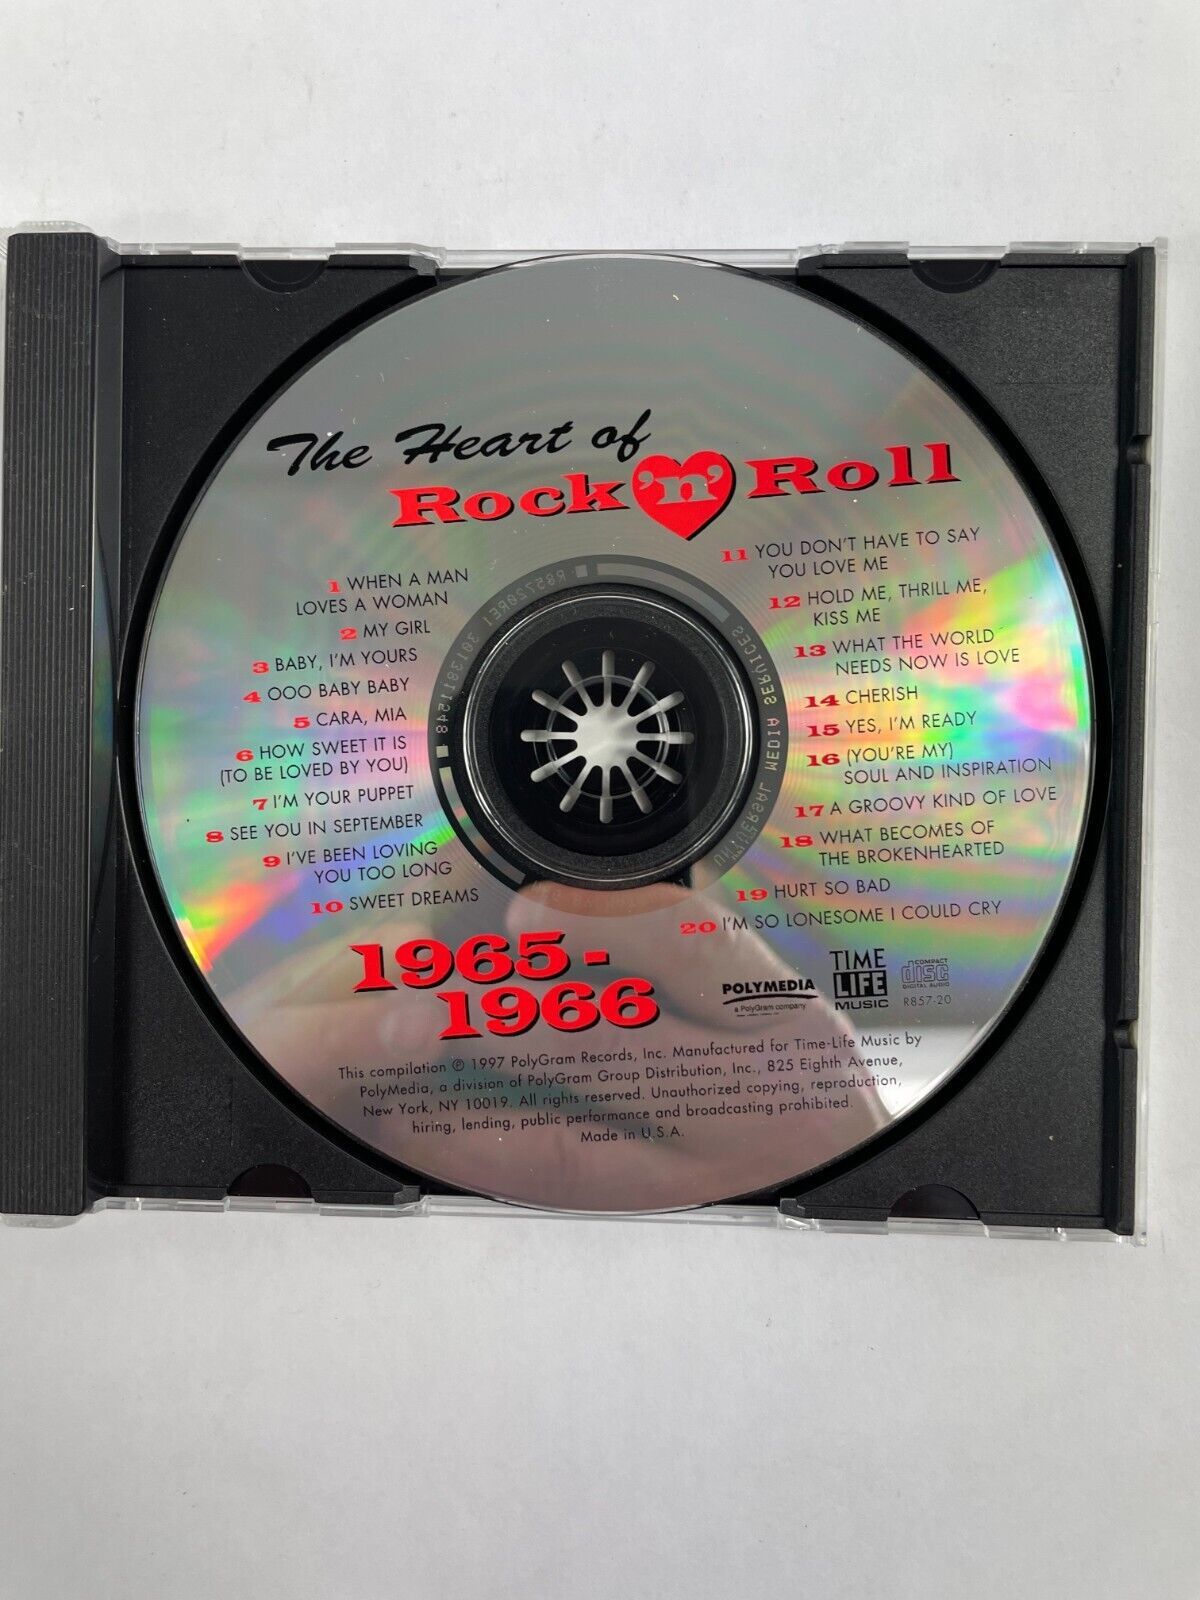 The Heart of
Rock 'n' Roll
1 WHEN A MAN
LOVES A WOMAN
2 MY GIRL
3 BABY, I'M YOURS
4 OOO BABY BABY
5 CARA, MIA
6 HOW SWEET IT IS
(TO BE LOVED BY YOU)
7 I'M YOUR PUPPET
8 SEE YOU IN SEPTEMBER
9 I'VE BEEN LOVING
YOU TOO LONG
10 SWEET DREAMS
11 YOU DON'T HAVE TO SAY
YOU LOVE ME
12 HOLD ME, THRILL ME,
KISS ME
13 WHAT THE WORLD
NEEDS NOW IS LOVE
14 CHERISH
15 YES, I'M READY
16 (YOU'RE MY)
SOUL AND INSPIRATION
17 A GROOVY KIND OF LOVE
18 WHAT BECOMES OF
THE BROKENHEARTED
19 HURT SO BAD
20 I'M SO LONESOME I COULD CRY
1965-
1966
POLYMEDIA
a PolyGram company
TIME
LIFE
MUSIC
COMPACT
disc
DIGITAL AUDIO
R857-20
This compilation ℗ 1997 PolyGram Records, Inc. Manufactured for Time-Life Music by
PolyMedia, a division of PolyGram Group Distribution, Inc., 825 Eighth Avenue,
New York, NY 10019. All rights reserved. Unauthorized copying, reproduction,
hiring, lending, public performance and broadcasting prohibited.
Made in U.S.A.